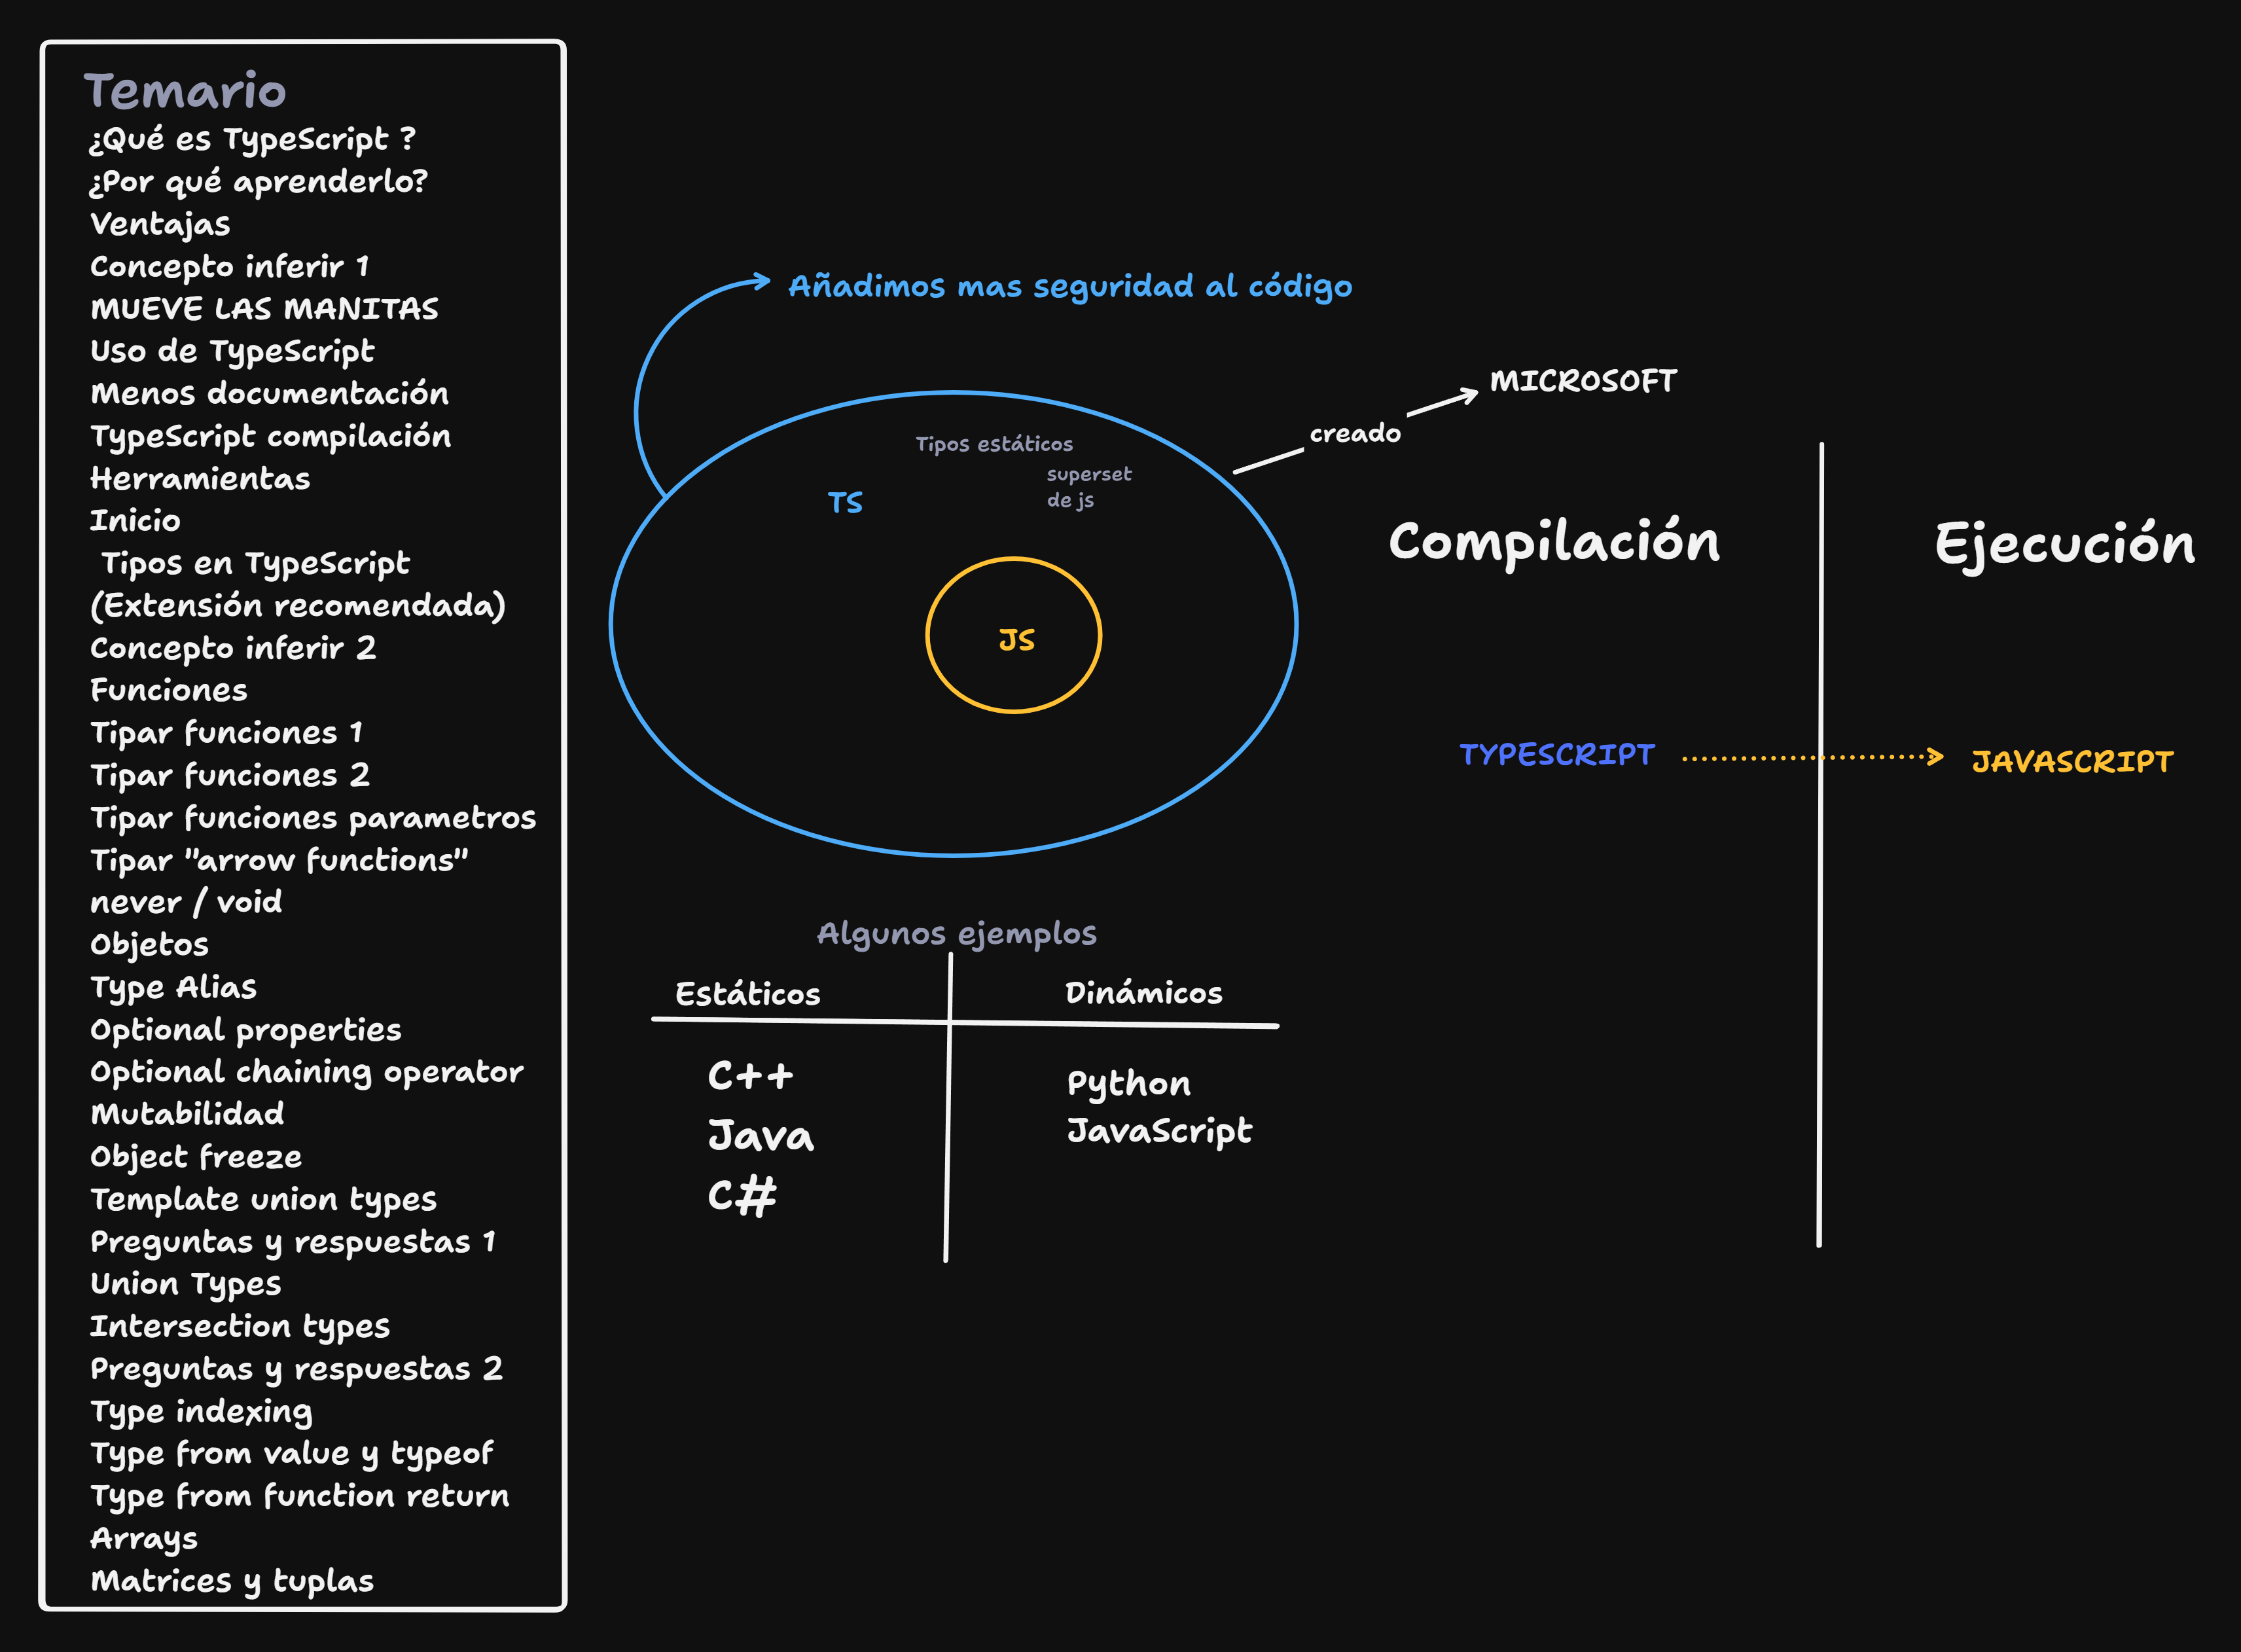 Temario
¿Qué es TypeScript ?
¿Por qué aprenderlo?
Ventajas
Concepto inferir 1
MUEVE LAS MANITAS
Uso de TypeScript
Menos documentación
TypeScript compilación
Herramientas
Inicio
Tipos en TypeScript
(Extensión recomendada)
Concepto inferir 2
Funciones
Tipar funciones 1
Tipar funciones 2
Tipar funciones parametros
Tipar "arrow functions"
never / void
Objetos
Type Alias
Optional properties
Optional chaining operator
Mutabilidad
Object freeze
Template union types
Preguntas y respuestas 1
Union Types
Intersection types
Preguntas y respuestas 2
Type indexing
Type from value y typeof
Type from function return
Arrays
Matrices y tuplas
Añadimos mas seguridad al código
MICROSOFT
creado
Tipos estáticos
superset
de js
TS
JS
Algunos ejemplos
Estáticos
Dinámicos
C++
Java
C#
Python
JavaScript
Compilación
Ejecución
TYPESCRIPT
JAVASCRIPT